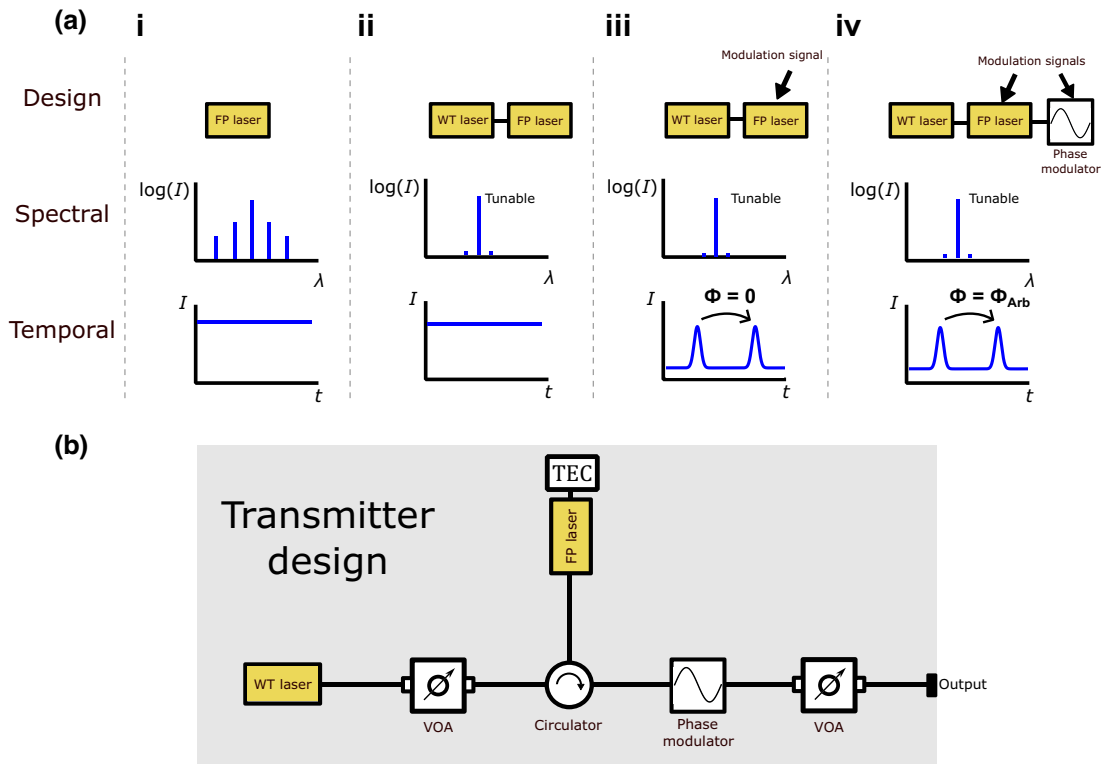 (a)
i
ii
iii
iv
Design
FP laser
WT laser
FP laser
Modulation signal
WT laser
FP laser
Modulation signals
WT laser
FP laser
Phase
modulator
Spectral
log(I)
λ
log(I)
Tunable
λ
log(I)
Tunable
λ
log(I)
Tunable
λ
Temporal
I
t
I
t
I
Φ = 0
t
I
Φ = Φ_Arb
t
(b)
Transmitter
design
TEC
FP laser
WT laser
VOA
Circulator
Phase
modulator
VOA
Output